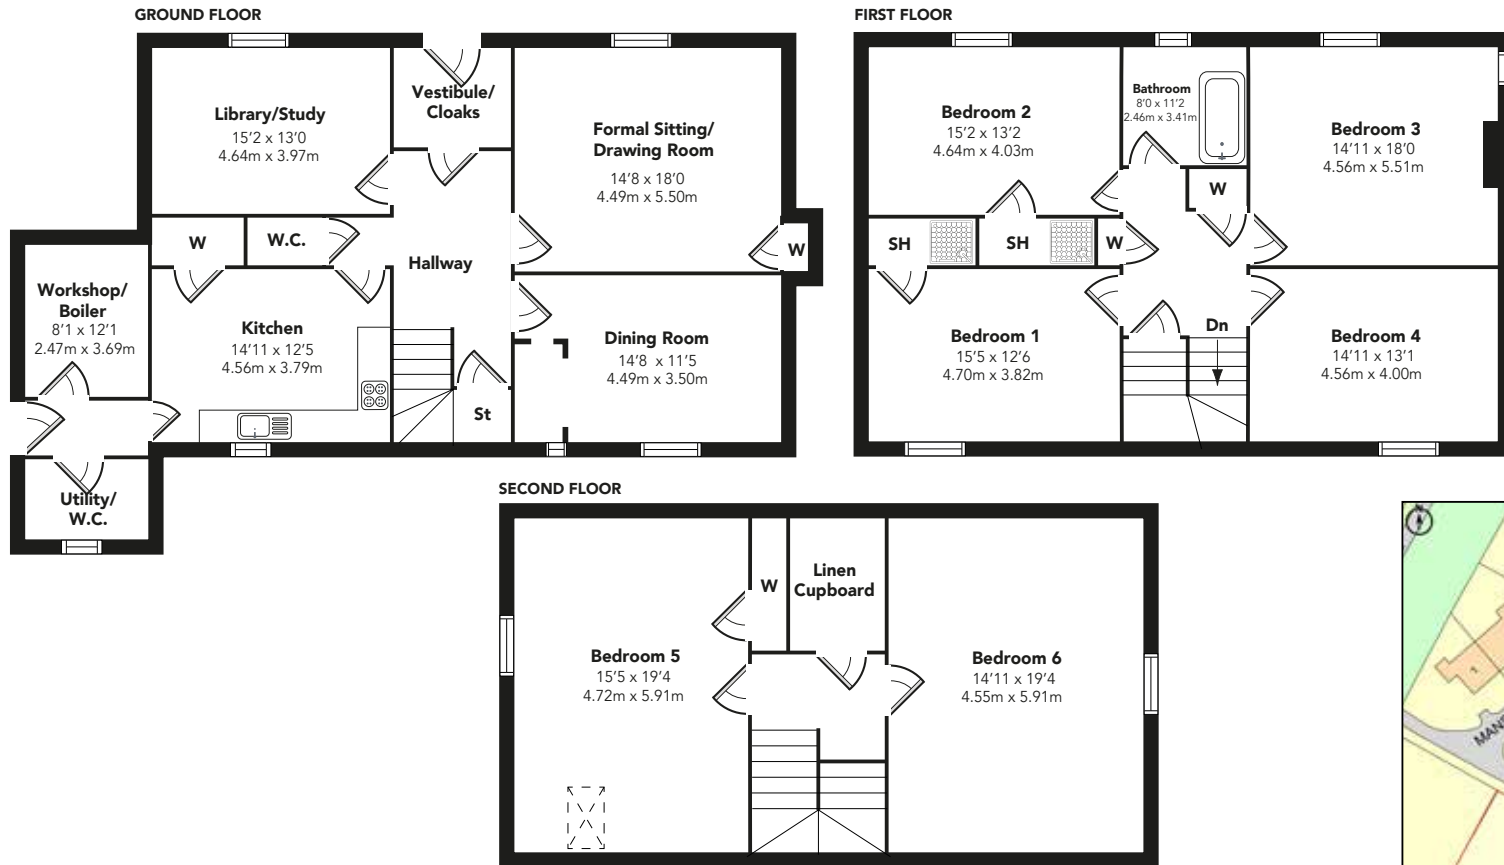 GROUND FLOOR
Library/Study
15'2 x 13'0
4.64m x 3.97m
Vestibule/
Cloaks
Formal Sitting/
Drawing Room
14'8 x 18'0
4.49m x 5.50m
W
W.C.
Hallway
W
Workshop/
Boiler
8'1 x 12'1
2.47m x 3.69m
Kitchen
14'11 x 12'5
4.56m x 3.79m
Dining Room
14'8 x 11'5
4.49m x 3.50m
St
Utility/
W.C.
FIRST FLOOR
Bedroom 2
15'2 x 13'2
4.64m x 4.03m
Bathroom
8'0 x 11'2
2.46m x 3.41m
Bedroom 3
14'11 x 18'0
4.56m x 5.51m
W
SH
SH
W
Bedroom 1
15'5 x 12'6
4.70m x 3.82m
Dn
Bedroom 4
14'11 x 13'1
4.56m x 4.00m
SECOND FLOOR
W
Linen
Cupboard
Bedroom 5
15'5 x 19'4
4.72m x 5.91m
Bedroom 6
14'11 x 19'4
4.55m x 5.91m